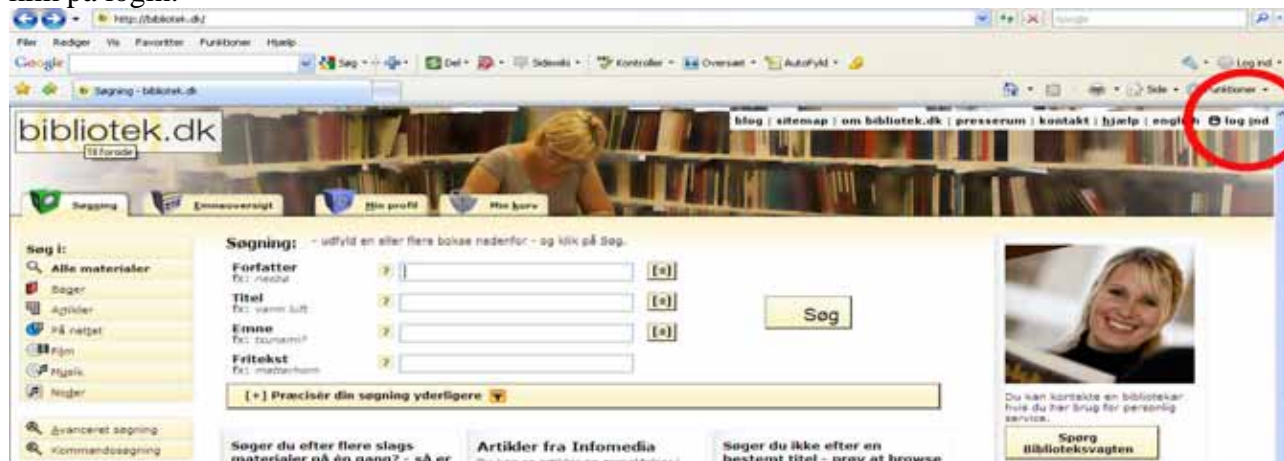 http://bibliotek.dk/
Filer Rediger Vis Favoritter Funktioner Hjælp
Google Søg Del Sidewiki Kontroller Oversæt AutoFyld Log ind
Søgning - bibliotek.dk Side Funktioner
bibliotek.dk
Til forside
blog | sitemap | om bibliotek.dk | presserum | kontakt | hjælp | english log ind
Søgning Emneoversigt Min profil Min kurv
Søg i:
Alle materialer
Bøger
Artikler
På nettet
Film
Musik
Noder
Avanceret søgning
Kommandosøgning
Søgning: - udfyld en eller flere bokse nedenfor - og klik på Søg.
Forfatter ? [+]
fx: nesbø
Titel ? [+]
fx: varm luft
Emne ? [+]
fx: tsunami?
Fritekst ?
fx: matterhorn
Søg
[+] Præcisér din søgning yderligere
Søger du efter flere slags
materialer på én gang? - så er
Artikler fra Infomedia
Søger du ikke efter en
bestemt titel - prøv at browse
Du kan kontakte en bibliotekar
hvis du har brug for personlig
service.
Spørg
Biblioteksvagten